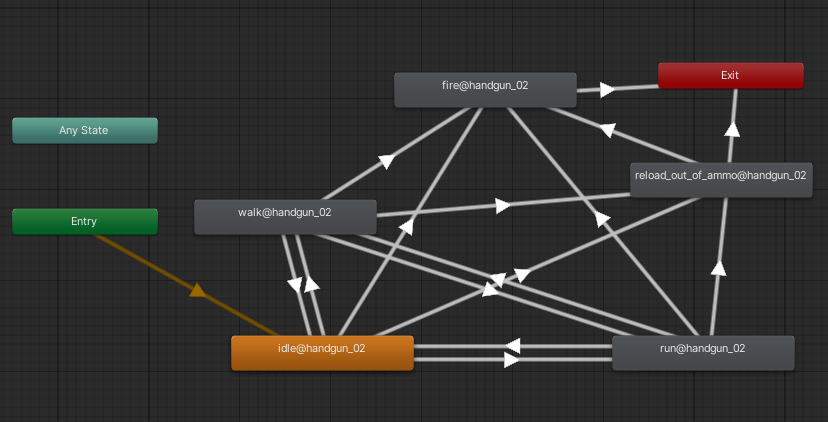 fire@handgun_02
Exit
Any State
reload_out_of_ammo@handgun_02
walk@handgun_02
Entry
idle@handgun_02
run@handgun_02